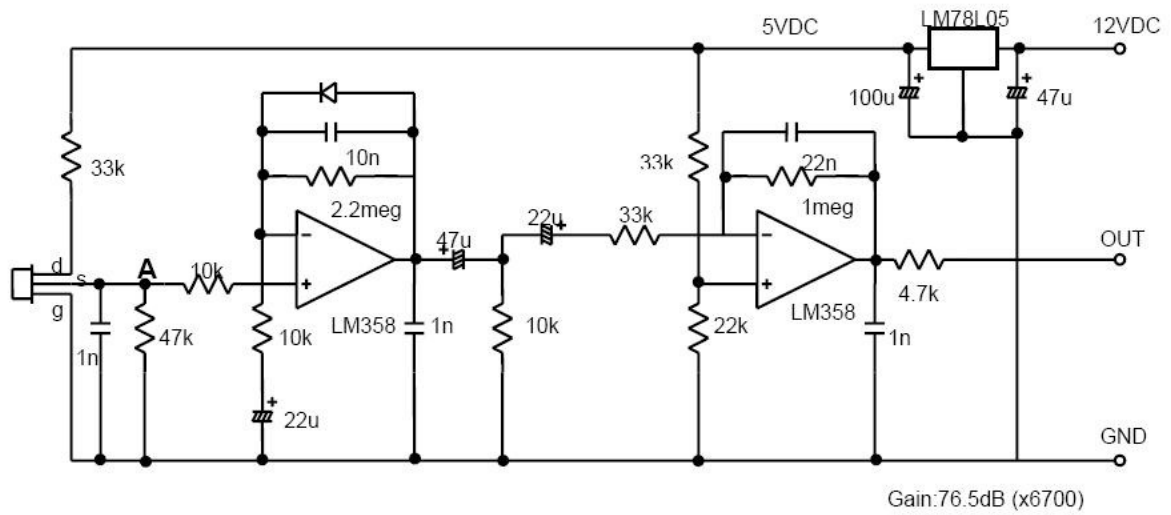 5VDC
LM78L05
12VDC
100u
47u
33k
10n
2.2meg
33k
22n
1meg
22u
33k
47u
OUT
d
s
g
A
10k
4.7k
LM358
LM358
1n
47k
10k
1n
10k
22k
1n
22u
GND
Gain:76.5dB (x6700)